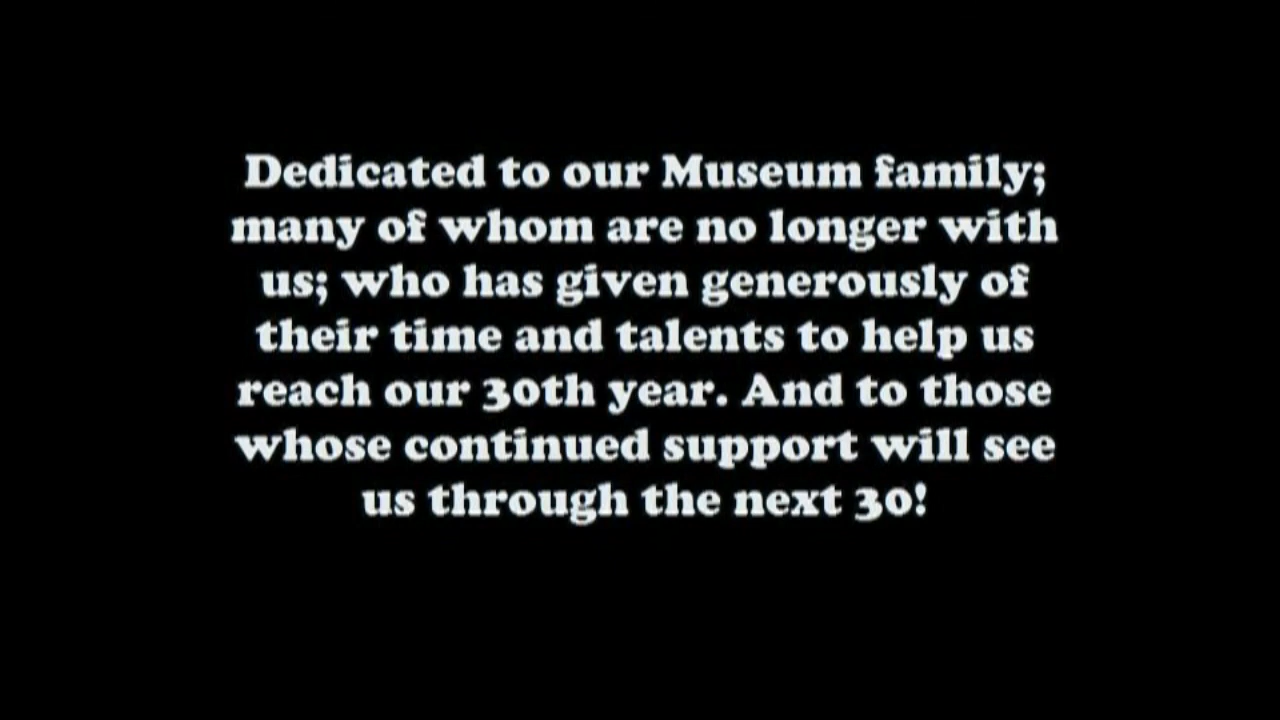 Dedicated to our Museum family;
many of whom are no longer with
us; who has given generously of
their time and talents to help us
reach our 30th year. And to those
whose continued support will see
us through the next 30!